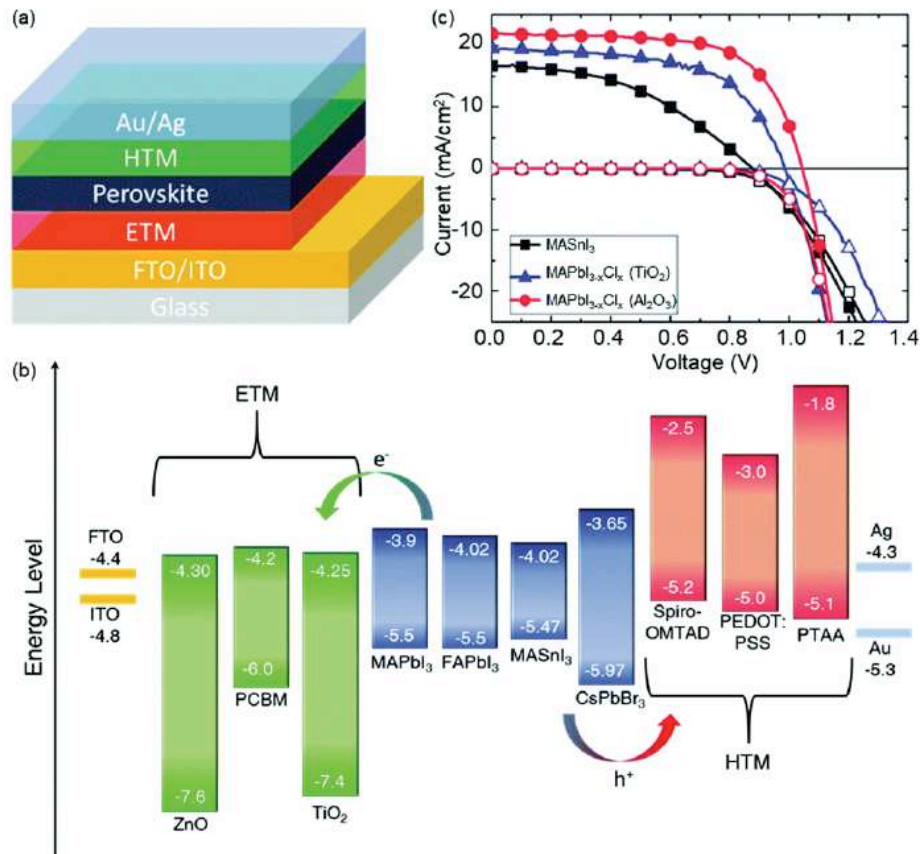 (a)
Au/Ag
HTM
Perovskite
ETM
FTO/ITO
Glass
(c)
20
10
0
-10
-20
Current (mA/cm²)
MASnI₃
MAPbI₃₋ₓClₓ (TiO₂)
MAPbI₃₋ₓClₓ (Al₂O₃)
0.0 0.2 0.4 0.6 0.8 1.0 1.2 1.4
Voltage (V)
(b)
Energy Level
ETM
e⁻
FTO
-4.4
ITO
-4.8
-4.30
-7.6
ZnO
-4.2
-6.0
PCBM
-4.25
-7.4
TiO₂
-3.9
-5.5
MAPbI₃
-4.02
-5.5
FAPbI₃
-4.02
-5.47
MASnI₃
-3.65
-5.97
CsPbBr₃
h⁺
-2.5
-5.2
Spiro-
OMTAD
-3.0
-5.0
PEDOT:
PSS
-1.8
-5.1
PTAA
HTM
Ag
-4.3
Au
-5.3